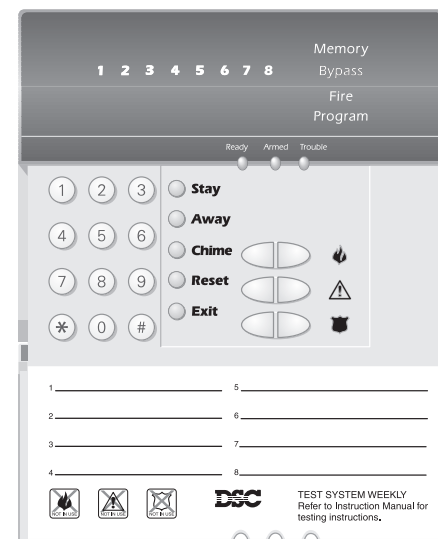 Memory
1 2 3 4 5 6 7 8 Bypass
Fire
Program
Ready Armed Trouble
1 2 3 Stay
Away
4 5 6
Chime
7 8 9 Reset
Exit
* 0 #
1 5
2 6
3 7
4 8
NOT IN USE NOT IN USE NOT IN USE
DSC
TEST SYSTEM WEEKLY
Refer to Instruction Manual for
testing instructions.